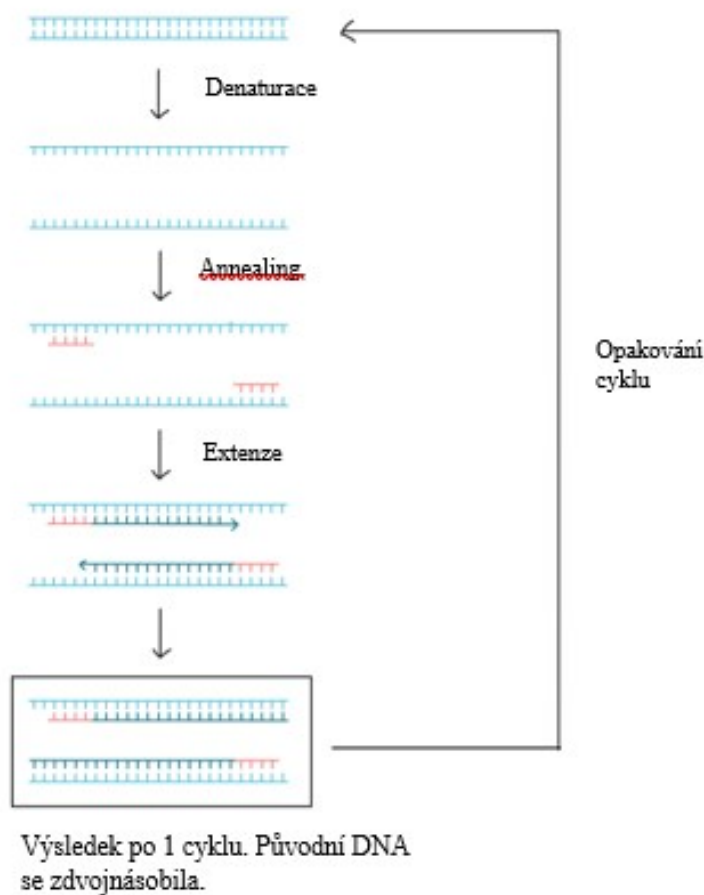 Denaturace
Annealing
Opakování
cyklu
Extenze
Výsledek po 1 cyklu. Původní DNA
se zdvojnásobila.